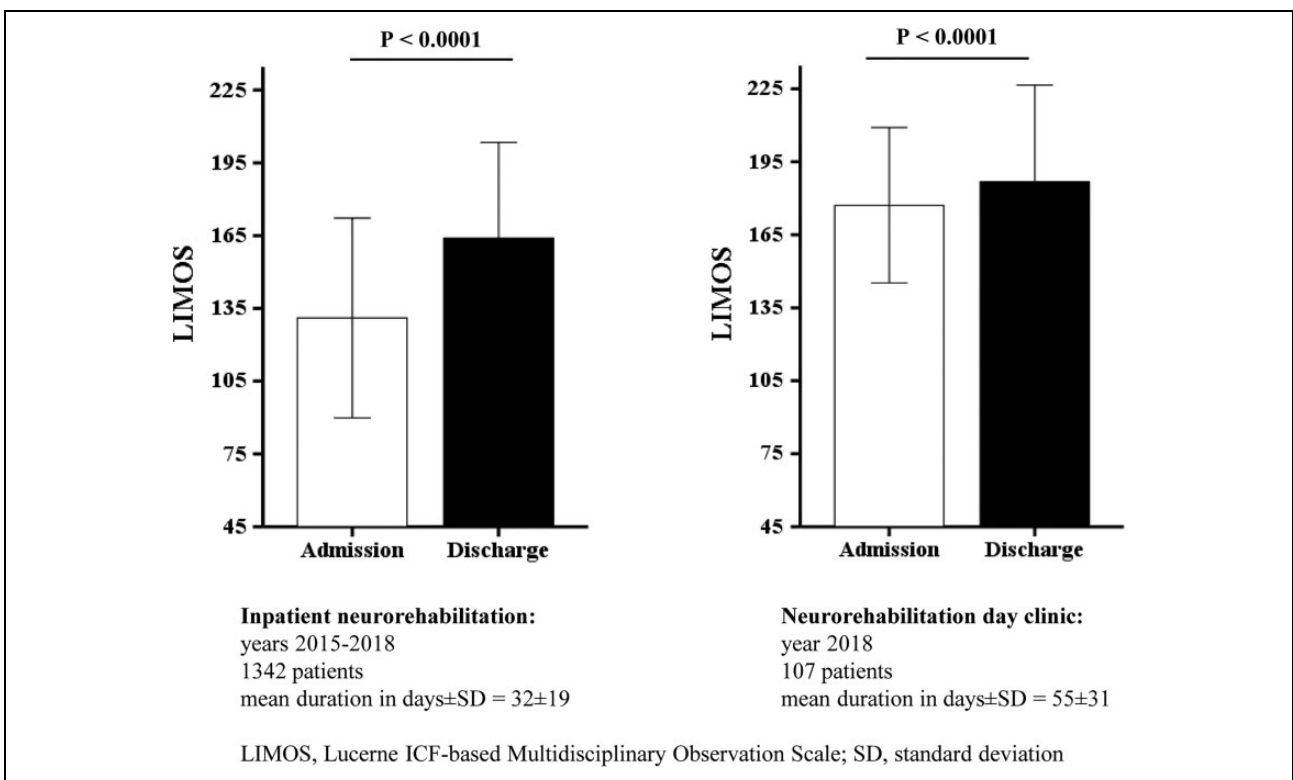 P < 0.0001
225
195
165
135
105
75
45
LIMOS
Admission Discharge
P < 0.0001
225
195
165
135
105
75
45
LIMOS
Admission Discharge
Inpatient neurorehabilitation:
years 2015-2018
1342 patients
mean duration in days±SD = 32±19
Neurorehabilitation day clinic:
year 2018
107 patients
mean duration in days±SD = 55±31
LIMOS, Lucerne ICF-based Multidisciplinary Observation Scale; SD, standard deviation